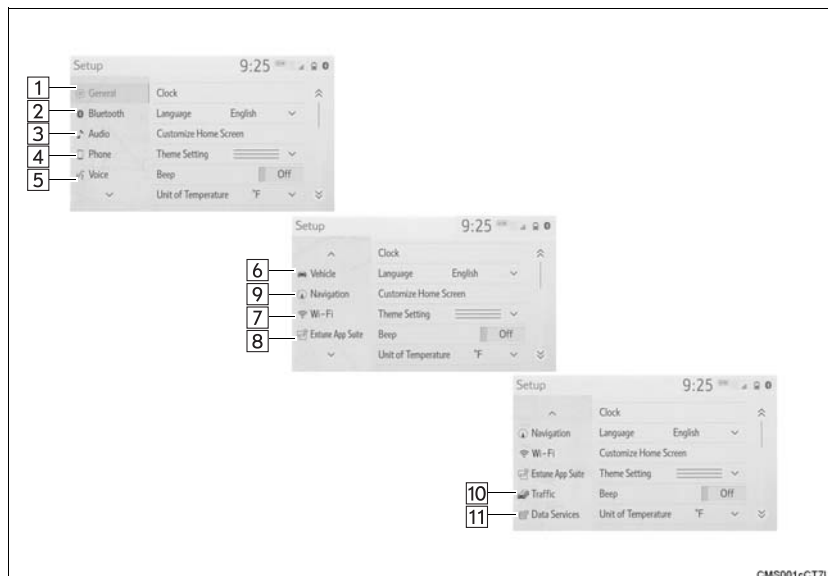 Setup 9:25
1 General Clock
2 Bluetooth Language English
3 Audio Customize Home Screen
4 Phone Theme Setting
5 Voice Beep Off
Unit of Temperature °F
Setup 9:25
Clock
6 Vehicle Language English
9 Navigation Customize Home Screen
7 Wi-Fi Theme Setting
8 Entune App Suite Beep Off
Unit of Temperature °F
Setup 9:25
Clock
Navigation Language English
Wi-Fi Customize Home Screen
Entune App Suite Theme Setting
10 Traffic Beep Off
11 Data Services Unit of Temperature °F